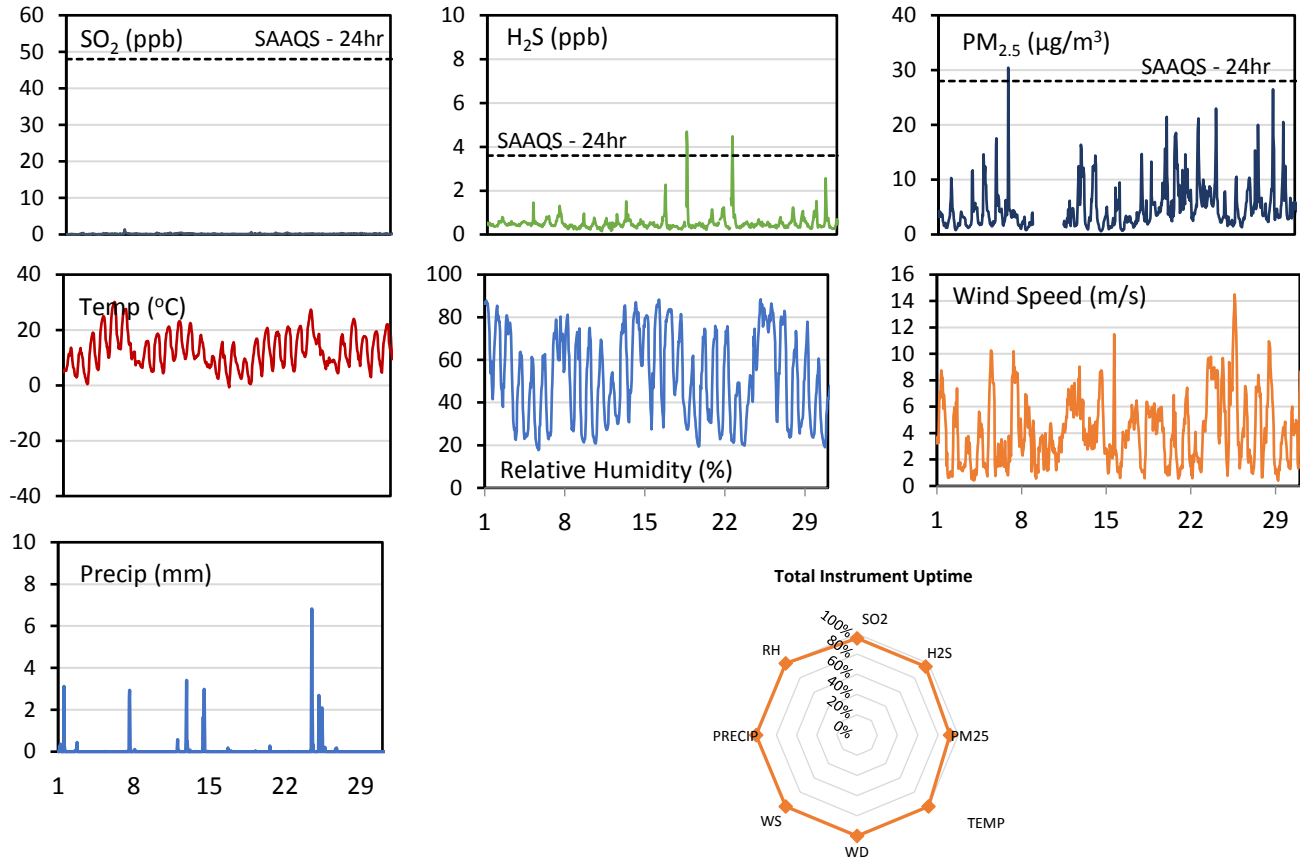 60
50
40
30
20
10
0
SO₂ (ppb)
SAAQS - 24hr
10
8
6
4
2
0
H₂S (ppb)
SAAQS - 24hr
40
30
20
10
0
PM₂.₅ (µg/m³)
SAAQS - 24hr
40
20
0
-20
-40
Temp (°C)
100
80
60
40
20
0
Relative Humidity (%)
1 8 15 22 29
16
14
12
10
8
6
4
2
0
Wind Speed (m/s)
1 8 15 22 29
10
8
6
4
2
0
Precip (mm)
1 8 15 22 29
Total Instrument Uptime
100%
80%
60%
40%
20%
0%
SO2
H2S
PM25
TEMP
WD
WS
PRECIP
RH